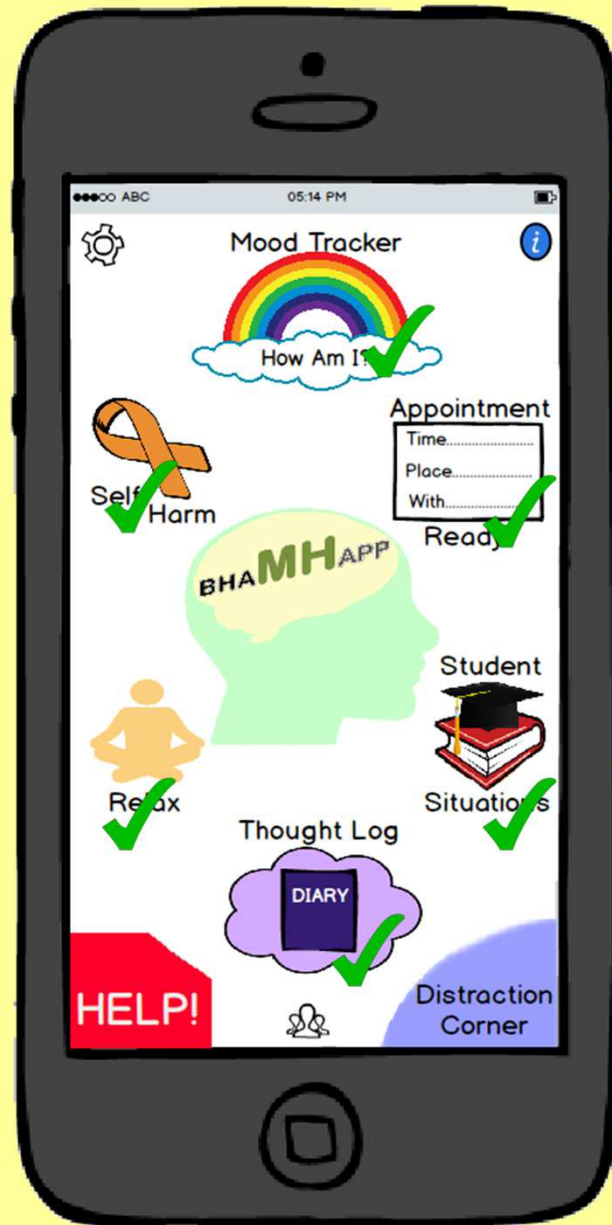 ABC 05:14 PM
Mood Tracker
i
How Am I?
Self
Harm
Appointment
Time
Place
With
Ready
BHAMHAPP
Student
Situations
Relax
Thought Log
DIARY
HELP!
Distraction
Corner